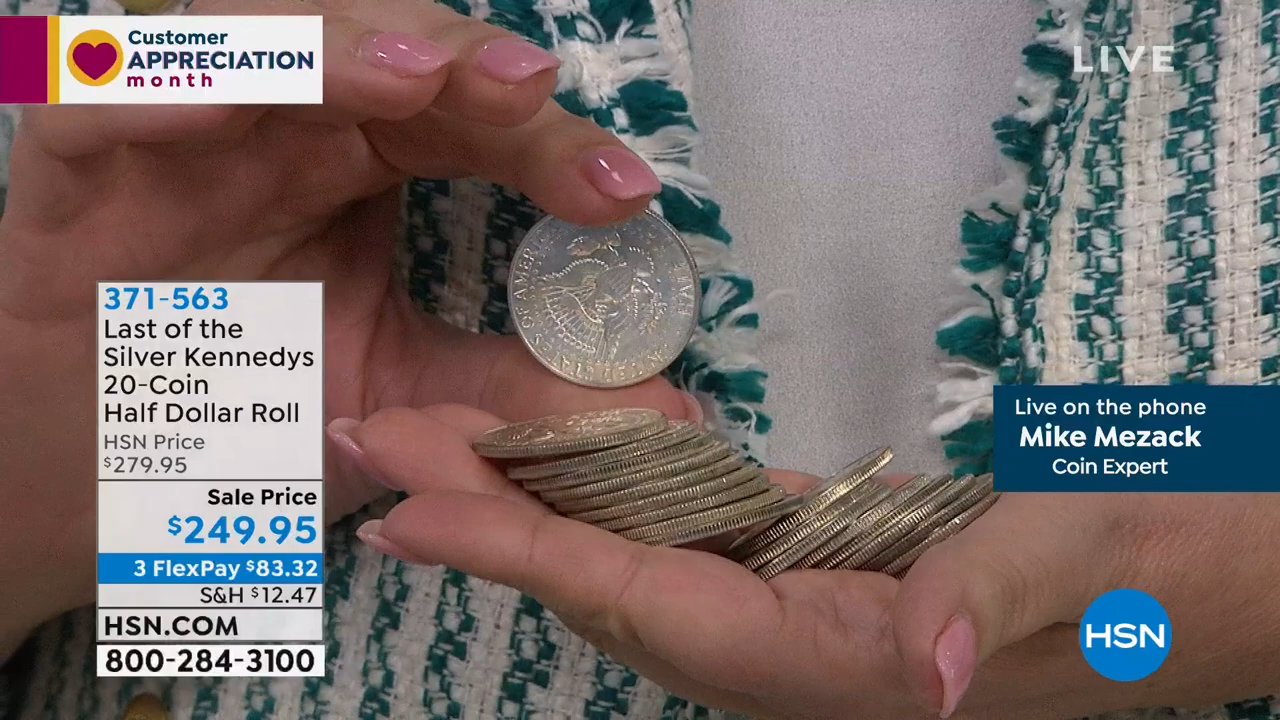 Customer
APPRECIATION
month
LIVE
371-563
Last of the
Silver Kennedys
20-Coin
Half Dollar Roll
HSN Price
$279.95
Sale Price
$249.95
3 FlexPay $83.32
S&H $12.47
HSN.COM
800-284-3100
Live on the phone
Mike Mezack
Coin Expert
HSN
OF AMERICA